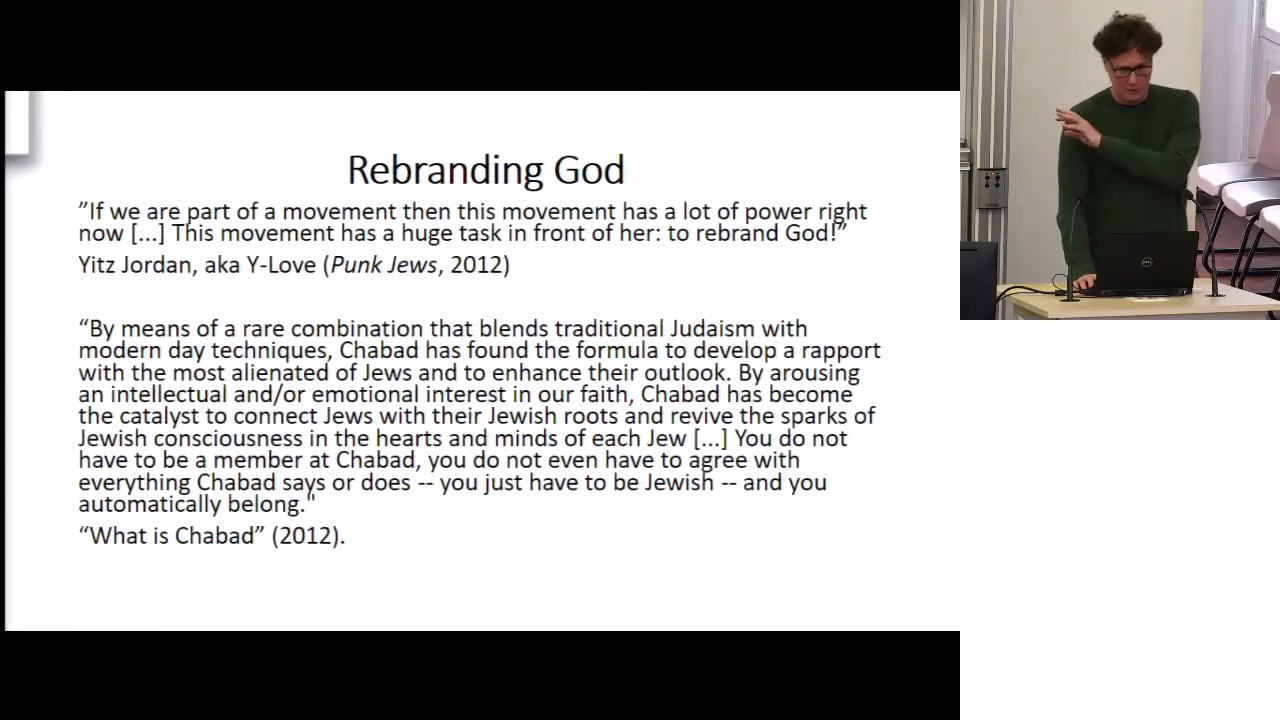 Rebranding God
”If we are part of a movement then this movement has a lot of power right
now [...] This movement has a huge task in front of her: to rebrand God!”
Yitz Jordan, aka Y-Love (Punk Jews, 2012)
“By means of a rare combination that blends traditional Judaism with
modern day techniques, Chabad has found the formula to develop a rapport
with the most alienated of Jews and to enhance their outlook. By arousing
an intellectual and/or emotional interest in our faith, Chabad has become
the catalyst to connect Jews with their Jewish roots and revive the sparks of
Jewish consciousness in the hearts and minds of each Jew [...] You do not
have to be a member at Chabad, you do not even have to agree with
everything Chabad says or does -- you just have to be Jewish -- and you
automatically belong."
“What is Chabad” (2012).
DELL